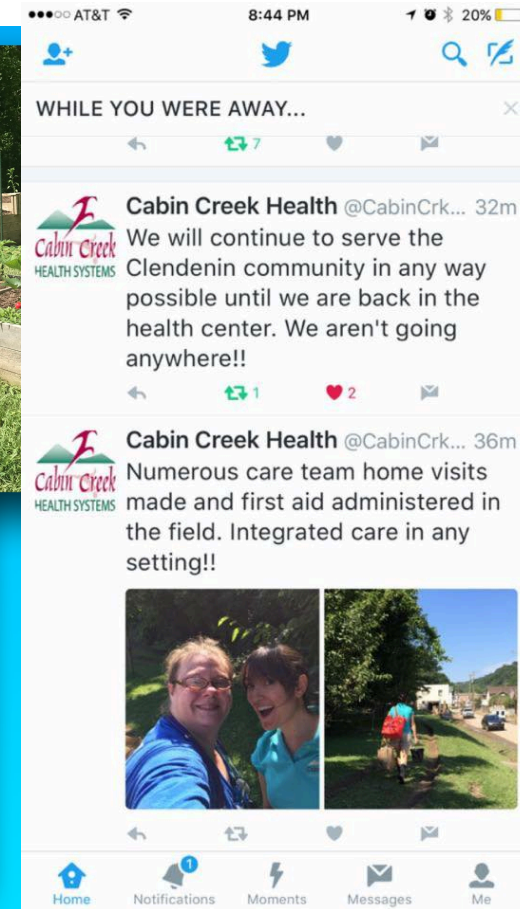 ●●●○○ AT&T 8:44 PM 20%
WHILE YOU WERE AWAY... ×
7
Cabin Creek Health @CabinCrk... 32m
Cabin Creek
HEALTH SYSTEMS
We will continue to serve the
Clendenin community in any way
possible until we are back in the
health center. We aren't going
anywhere!!
1 2
Cabin Creek Health @CabinCrk... 36m
Cabin Creek
HEALTH SYSTEMS
Numerous care team home visits
made and first aid administered in
the field. Integrated care in any
setting!!
1
Home Notifications Moments Messages Me